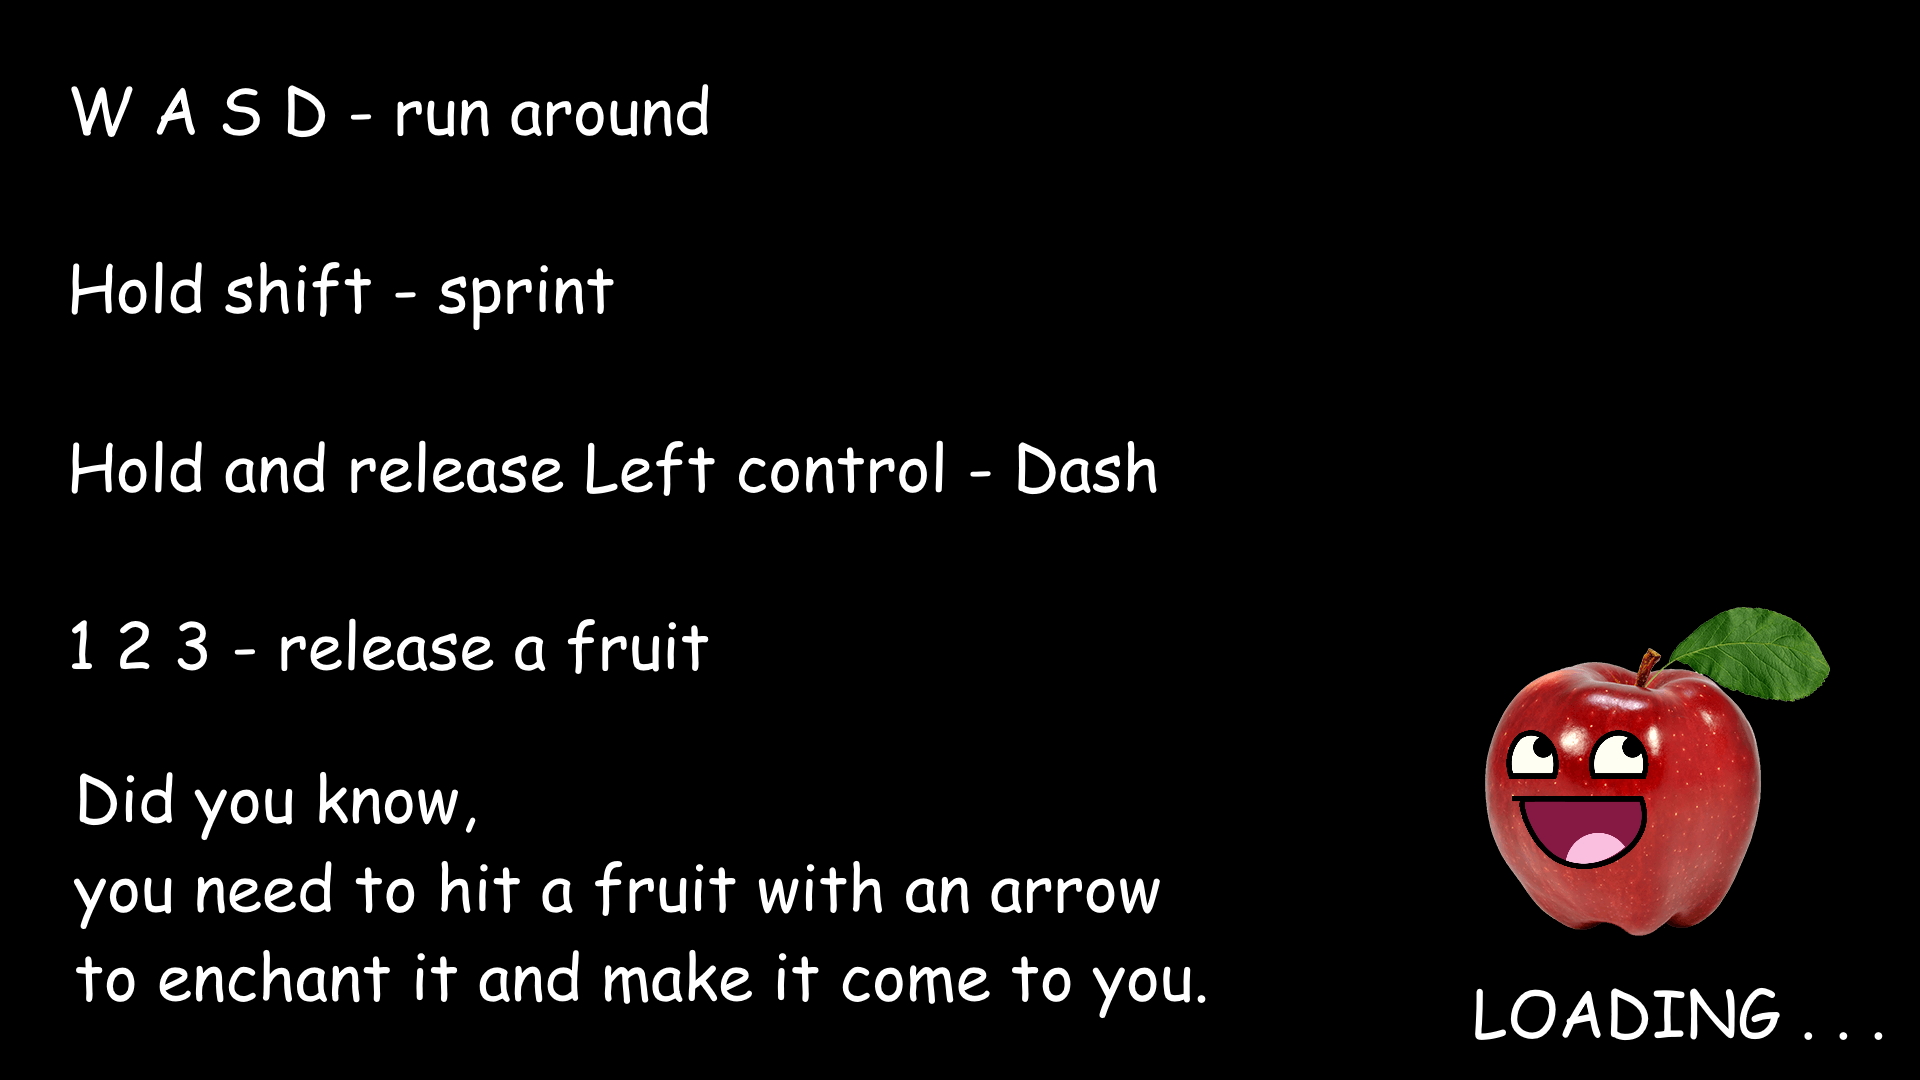 W A S D - run around
Hold shift - sprint
Hold and release Left control - Dash
1 2 3 - release a fruit
Did you know,
you need to hit a fruit with an arrow
to enchant it and make it come to you.
LOADING . . .